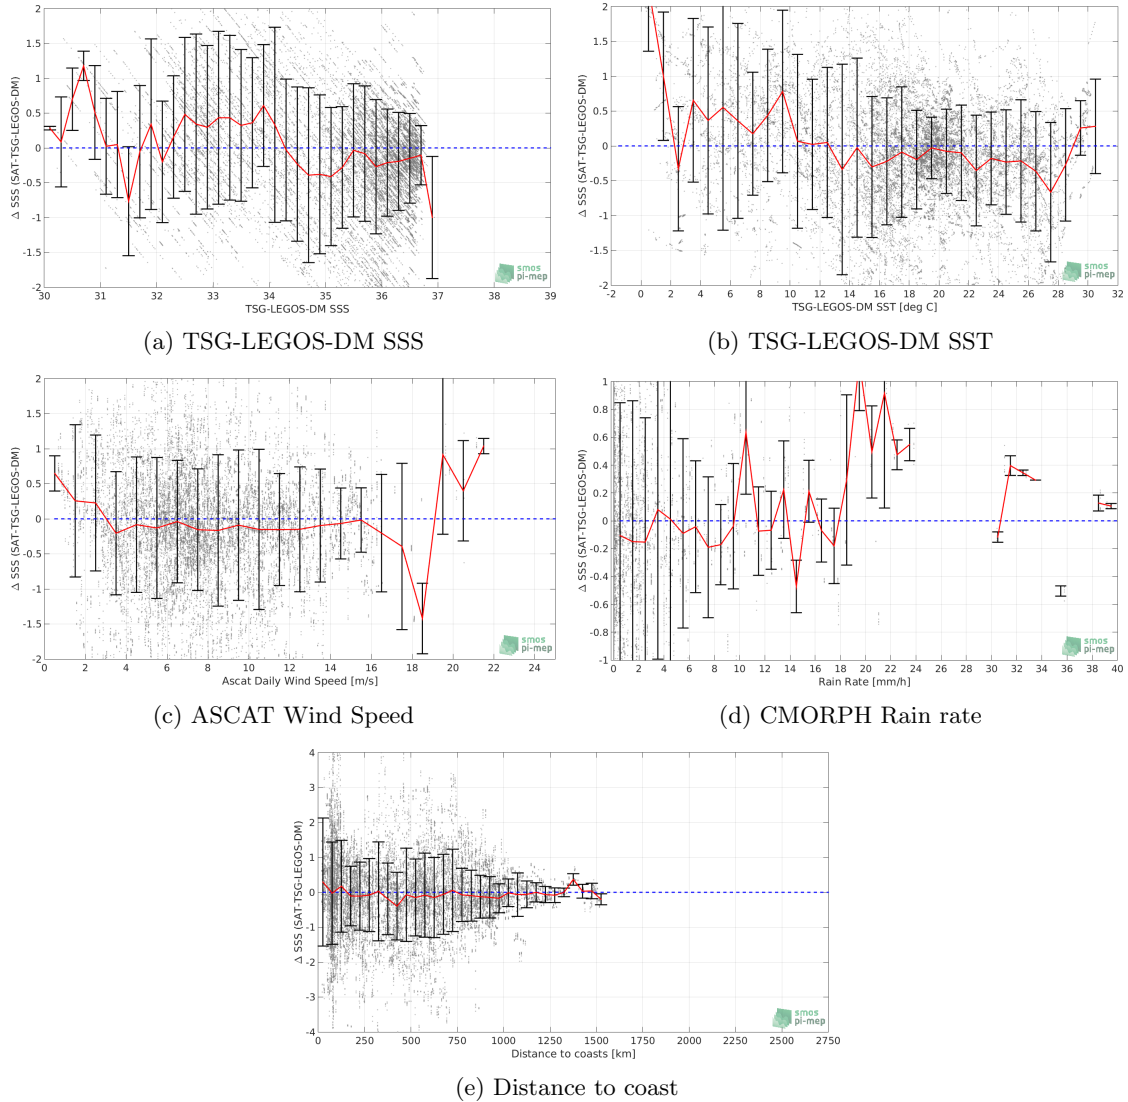 2
1.5
1
0.5
0
-0.5
-1
-1.5
-2
Δ SSS (SAT-TSG-LEGOS-DM)
30 31 32 33 34 35 36 37 38 39
TSG-LEGOS-DM SSS
smos
pi-mep
(a) TSG-LEGOS-DM SSS
2
1.5
1
0.5
0
-0.5
-1
-1.5
-2
Δ SSS (SAT-TSG-LEGOS-DM)
-2 0 2 4 6 8 10 12 14 16 18 20 22 24 26 28 30 32
TSG-LEGOS-DM SST [deg C]
smos
pi-mep
(b) TSG-LEGOS-DM SST
2
1.5
1
0.5
0
-0.5
-1
-1.5
-2
Δ SSS (SAT-TSG-LEGOS-DM)
0 2 4 6 8 10 12 14 16 18 20 22 24
Ascat Daily Wind Speed [m/s]
smos
pi-mep
(c) ASCAT Wind Speed
1
0.8
0.6
0.4
0.2
0
-0.2
-0.4
-0.6
-0.8
-1
Δ SSS (SAT-TSG-LEGOS-DM)
0 2 4 6 8 10 12 14 16 18 20 22 24 26 28 30 32 34 36 38 40
Rain Rate [mm/h]
smos
pi-mep
(d) CMORPH Rain rate
4
3
2
1
0
-1
-2
-3
-4
Δ SSS (SAT-TSG-LEGOS-DM)
0 250 500 750 1000 1250 1500 1750 2000 2250 2500 2750
Distance to coasts [km]
smos
pi-mep
(e) Distance to coast